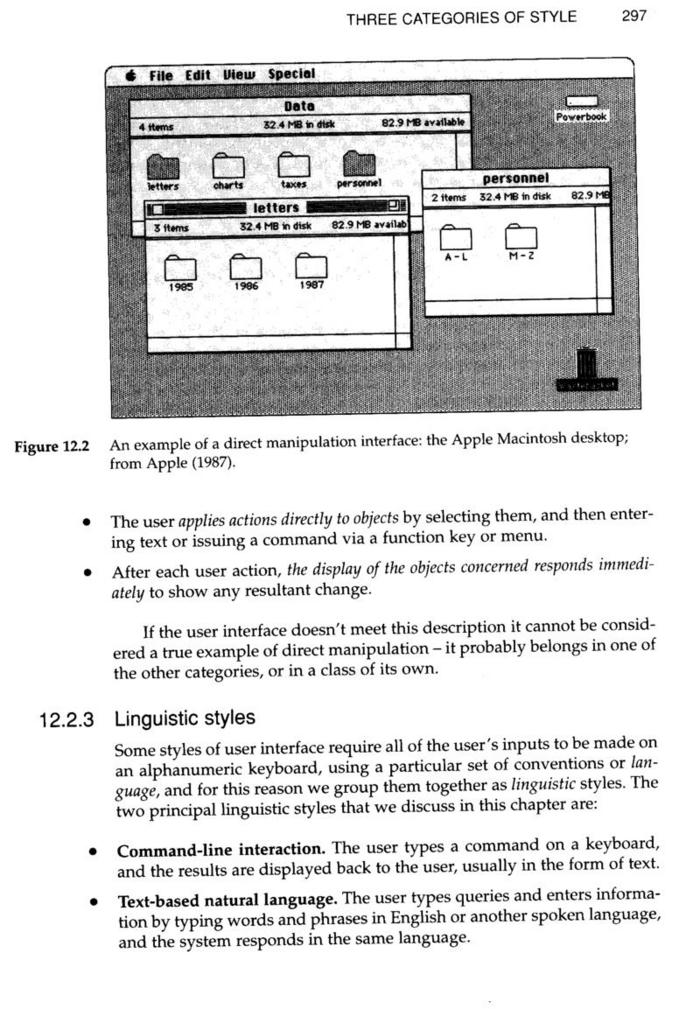 THREE CATEGORIES OF STYLE 297
File Edit View Special
Data
4 items 32.4 MB in disk 82.9 MB available
Powerbook
letters charts taxes personnel
personnel
2 items 32.4 MB in disk 82.9 MB
letters
3 items 32.4 MB in disk 82.9 MB availab
A-L M-Z
1985 1986 1987
wastebasket
Figure 12.2 An example of a direct manipulation interface: the Apple Macintosh desktop;
from Apple (1987).
• The user applies actions directly to objects by selecting them, and then enter-
ing text or issuing a command via a function key or menu.
• After each user action, the display of the objects concerned responds immedi-
ately to show any resultant change.
If the user interface doesn't meet this description it cannot be consid-
ered a true example of direct manipulation – it probably belongs in one of
the other categories, or in a class of its own.
12.2.3 Linguistic styles
Some styles of user interface require all of the user's inputs to be made on
an alphanumeric keyboard, using a particular set of conventions or lan-
guage, and for this reason we group them together as linguistic styles. The
two principal linguistic styles that we discuss in this chapter are:
• Command-line interaction. The user types a command on a keyboard,
and the results are displayed back to the user, usually in the form of text.
• Text-based natural language. The user types queries and enters informa-
tion by typing words and phrases in English or another spoken language,
and the system responds in the same language.